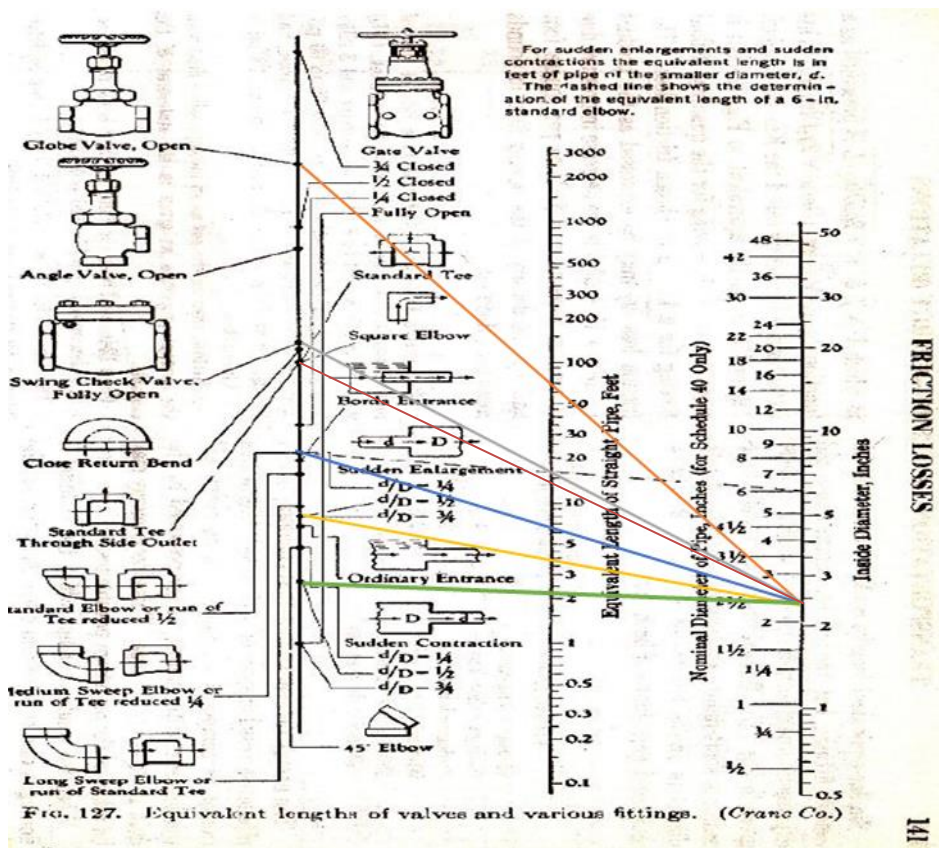 For sudden enlargements and sudden
contractions the equivalent length is in
feet of pipe of the smaller diameter, d.
The dashed line shows the determin-
ation of the equivalent length of a 6-in.
standard elbow.
Globe Valve, Open
Angle Valve, Open
Swing Check Valve,
Fully Open
Close Return Bend
Standard Tee
Through Side Outlet
Standard Elbow or run of
Tee reduced ½
Medium Sweep Elbow or
run of Tee reduced ¼
Long Sweep Elbow or
run of Standard Tee
Gate Valve
¾ Closed
½ Closed
¼ Closed
Fully Open
Standard Tee
Square Elbow
Borda Entrance
d D
Sudden Enlargement
d/D - ¼
d/D - ½
d/D - ¾
Ordinary Entrance
D d
Sudden Contraction
d/D - ¼
d/D - ½
d/D - ¾
45° Elbow
3000
2000
1000
500
300
200
100
50
30
20
10
5
3
2
1
0.5
0.3
0.2
0.1
Equivalent Length of Straight Pipe, Feet
48
42
36
30
24
22
20
18
16
14
12
10
9
8
7
6
5
4½
4
3½
3
2½
2
1½
1¼
1
¾
½
Nominal Diameter of Pipe, Inches (for Schedule 40 Only)
50
30
20
10
5
3
2
1
0.5
Inside Diameter, Inches
FRICTION LOSSES
141
FIG. 127. Equivalent lengths of valves and various fittings. (Crane Co.)